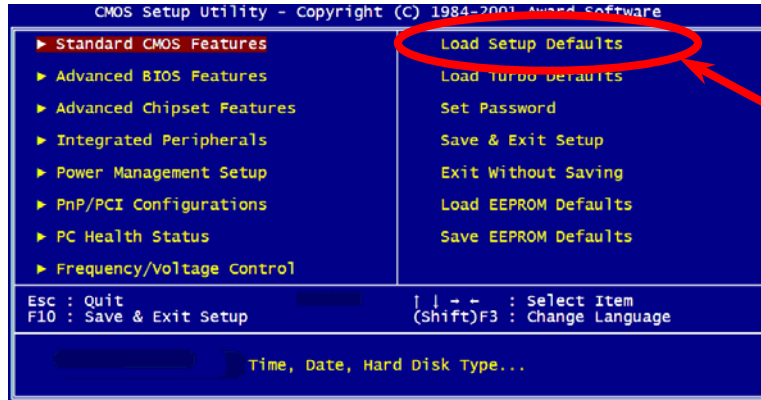 CMOS Setup Utility - Copyright (C) 1984-2001 Award Software
► Standard CMOS Features
► Advanced BIOS Features
► Advanced Chipset Features
► Integrated Peripherals
► Power Management Setup
► PnP/PCI Configurations
► PC Health Status
► Frequency/Voltage Control
Load Setup Defaults
Load Turbo Defaults
Set Password
Save & Exit Setup
Exit Without Saving
Load EEPROM Defaults
Save EEPROM Defaults
Esc : Quit
F10 : Save & Exit Setup
↑ ↓ → ← : Select Item
(Shift)F3 : Change Language
Time, Date, Hard Disk Type...